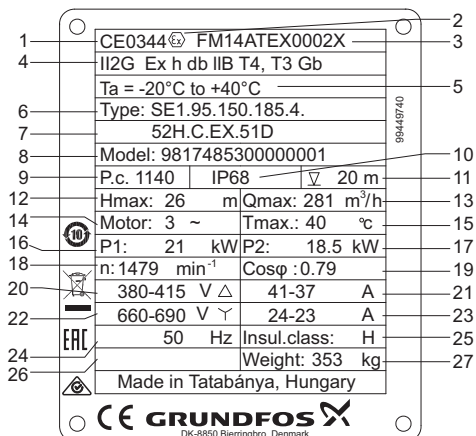 2
1 CE0344 Ex FM14ATEX0002X 3
4 II2G Ex h db IIB T4, T3 Gb
Ta = -20°C to +40°C 5
6 Type: SE1.95.150.185.4.
7 52H.C.EX.51D
99449740
8 Model: 9817485300000001 10
9 P.c. 1140 IP68 20 m 11
12 Hmax: 26 m Qmax: 281 m³/h 13
14 Motor: 3 ~ Tmax.: 40 °C 15
10
16 P1: 21 kW P2: 18.5 kW 17
18 n: 1479 min⁻¹ Cosφ : 0.79 19
20 380-415 V △ 41-37 A 21
22 660-690 V Y 24-23 A 23
EAC
24 50 Hz Insul.class: H 25
26 Weight: 353 kg 27
Made in Tatabánya, Hungary
CE GRUNDFOS X
DK-8850 Bjerringbro, Denmark